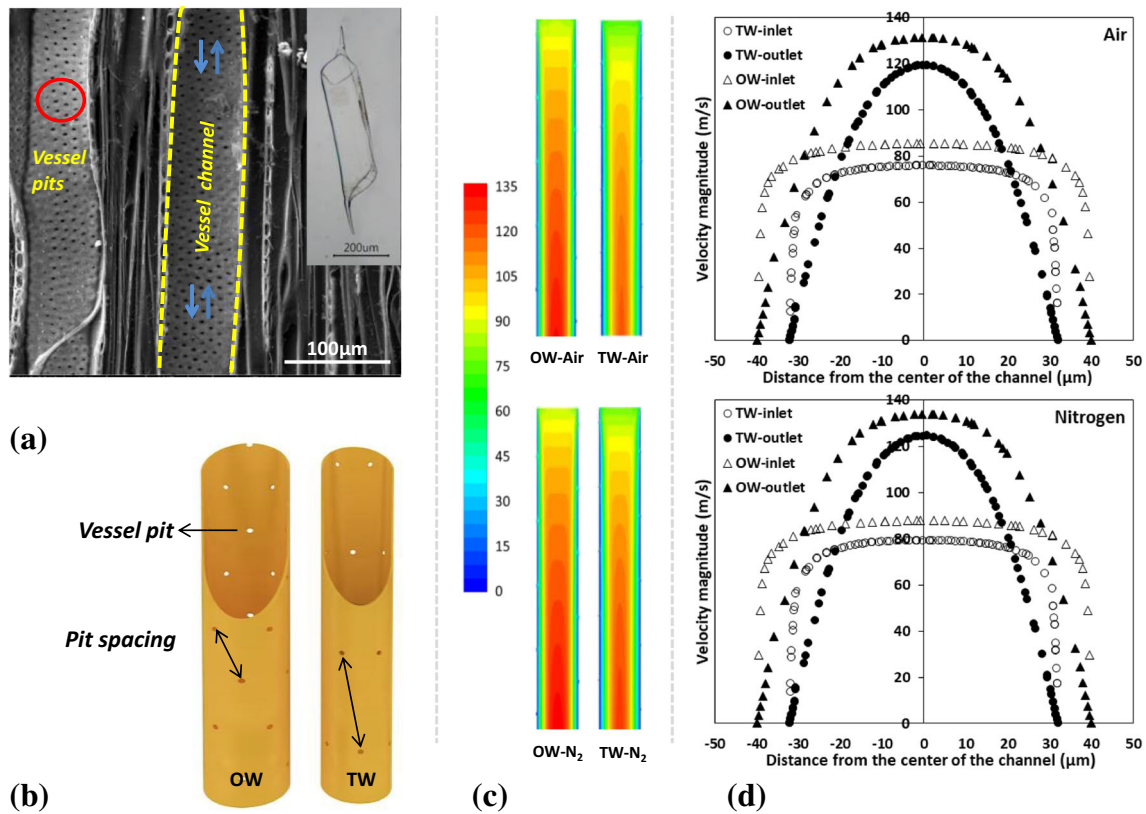 Vessel
pits
Vessel channel
200um
100µm
(a)
Vessel pit
Pit spacing
OW
TW
(b)
135
120
105
90
75
60
45
30
15
0
OW-Air
TW-Air
OW-N2
TW-N2
(c)
140
120
100
80
60
40
20
0
Velocity magnitude (m/s)
TW-inlet
TW-outlet
OW-inlet
OW-outlet
Air
-50 -40 -30 -20 -10 0 10 20 30 40 50
Distance from the center of the channel (µm)
140
120
100
80
60
40
20
0
Velocity magnitude (m/s)
TW-inlet
TW-outlet
OW-inlet
OW-outlet
Nitrogen
-50 -40 -30 -20 -10 0 10 20 30 40 50
Distance from the center of the channel (µm)
(d)